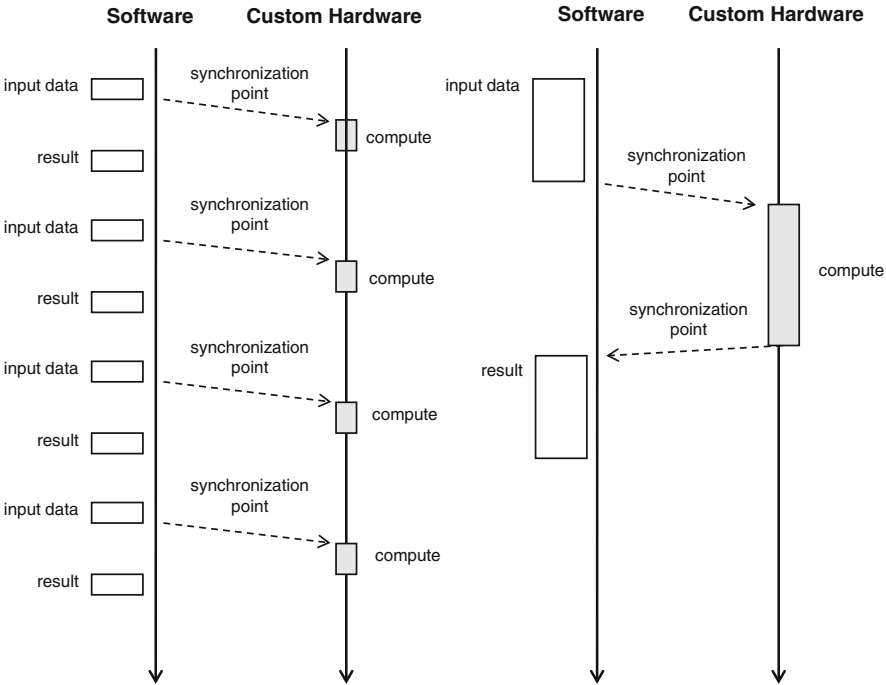 Software
Custom Hardware
input data
synchronization
point
compute
result
input data
synchronization
point
compute
result
input data
synchronization
point
compute
result
input data
synchronization
point
compute
result
Software
Custom Hardware
input data
synchronization
point
compute
synchronization
point
result